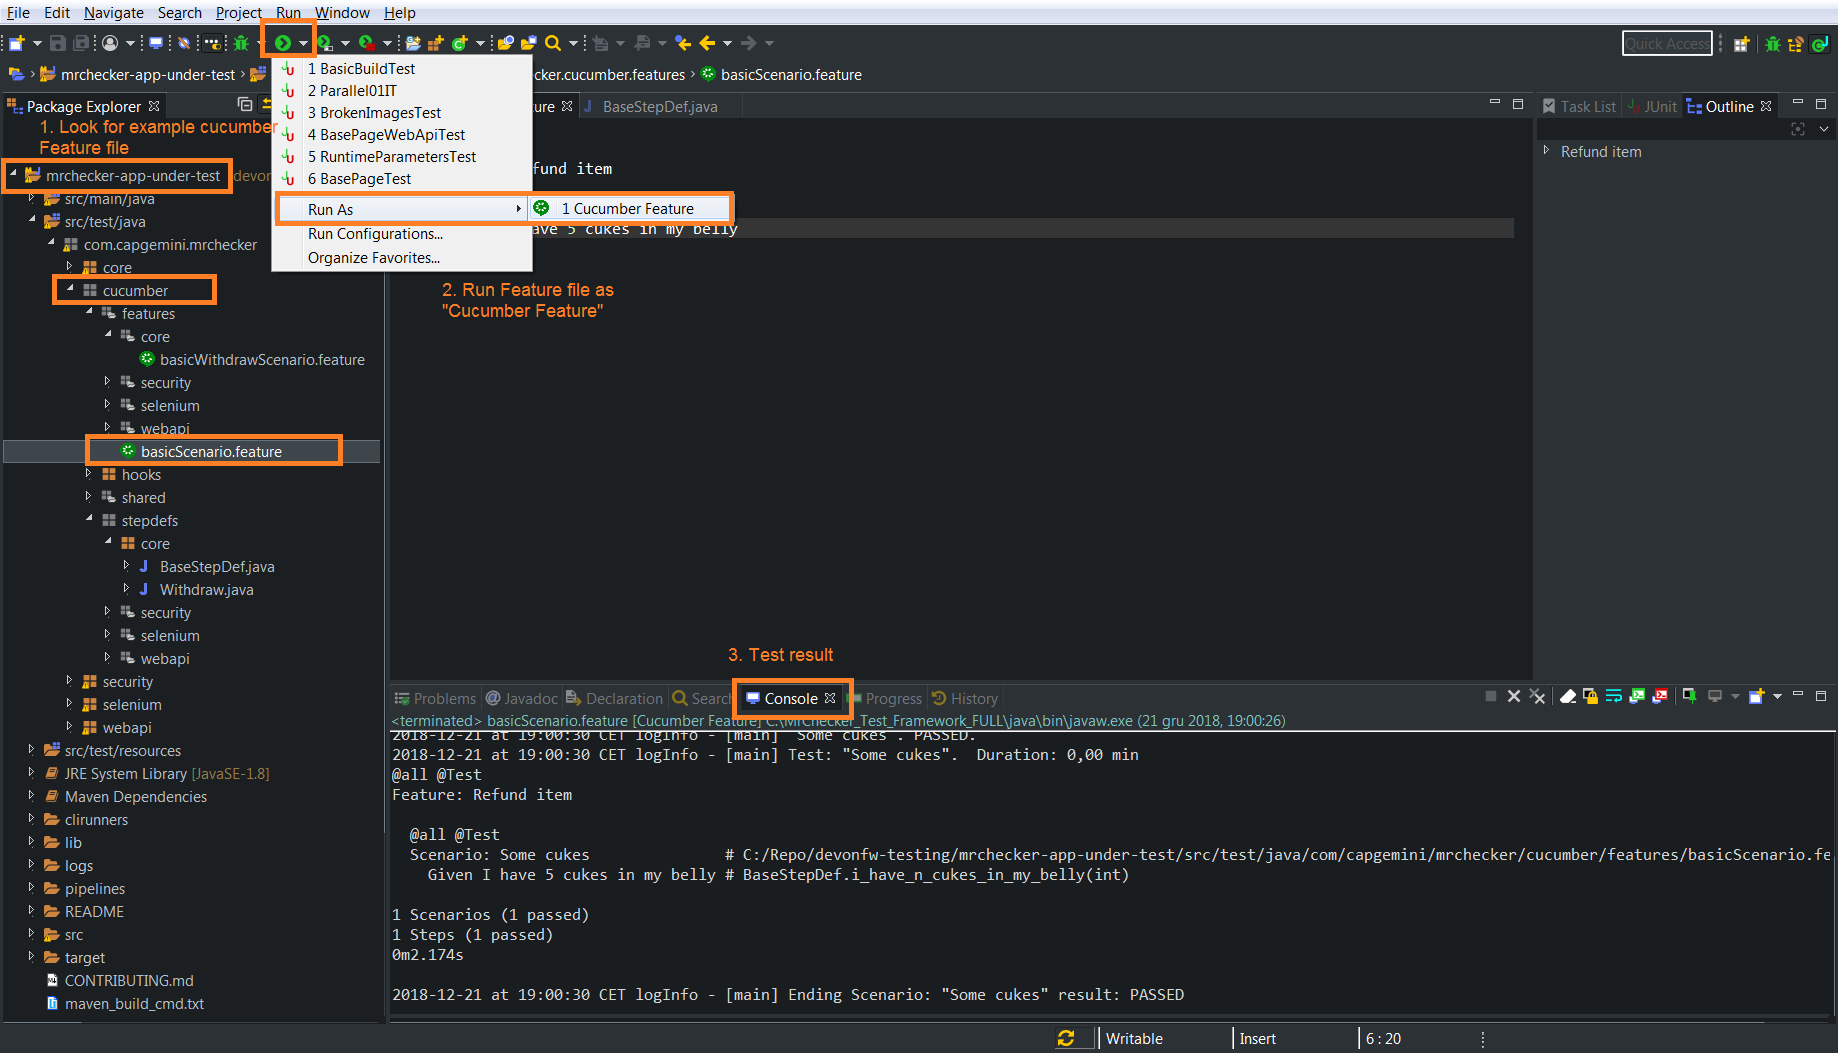 File Edit Navigate Search Project Run Window Help
Quick Access
mrchecker-app-under-test
cker.cucumber.features
basicScenario.feature
Package Explorer
1. Look for example cucumber
Feature file
mrchecker-app-under-test devon
src/main/java
src/test/java
com.capgemini.mrchecker
core
cucumber
features
core
basicWithdrawScenario.feature
security
selenium
webapi
basicScenario.feature
hooks
shared
stepdefs
core
BaseStepDef.java
Withdraw.java
security
selenium
webapi
security
selenium
webapi
src/test/resources
JRE System Library [JavaSE-1.8]
Maven Dependencies
clirunners
lib
logs
pipelines
README
src
target
CONTRIBUTING.md
maven_build_cmd.txt
1 BasicBuildTest
2 Parallel01IT
3 BrokenImagesTest
4 BasePageWebApiTest
5 RuntimeParametersTest
6 BasePageTest
Run As
1 Cucumber Feature
Run Configurations...
Organize Favorites...
ure
BaseStepDef.java
fund item
ave 5 cukes in my belly
2. Run Feature file as
"Cucumber Feature"
Task List JUnit Outline
Refund item
3. Test result
Problems Javadoc Declaration Search Console Progress History
<terminated> basicScenario.feature [Cucumber Feature] C:\MrChecker_Test_Framework_FULL\java\bin\javaw.exe (21 gru 2018, 19:00:26)
2018-12-21 at 19:00:30 CET logInfo - [main] "Some cukes". PASSED.
2018-12-21 at 19:00:30 CET logInfo - [main] Test: "Some cukes". Duration: 0,00 min
@all @Test
Feature: Refund item
@all @Test
Scenario: Some cukes # C:/Repo/devonfw-testing/mrchecker-app-under-test/src/test/java/com/capgemini/mrchecker/cucumber/features/basicScenario.fe
Given I have 5 cukes in my belly # BaseStepDef.i_have_n_cukes_in_my_belly(int)
1 Scenarios (1 passed)
1 Steps (1 passed)
0m2.174s
2018-12-21 at 19:00:30 CET logInfo - [main] Ending Scenario: "Some cukes" result: PASSED
Writable
Insert
6 : 20